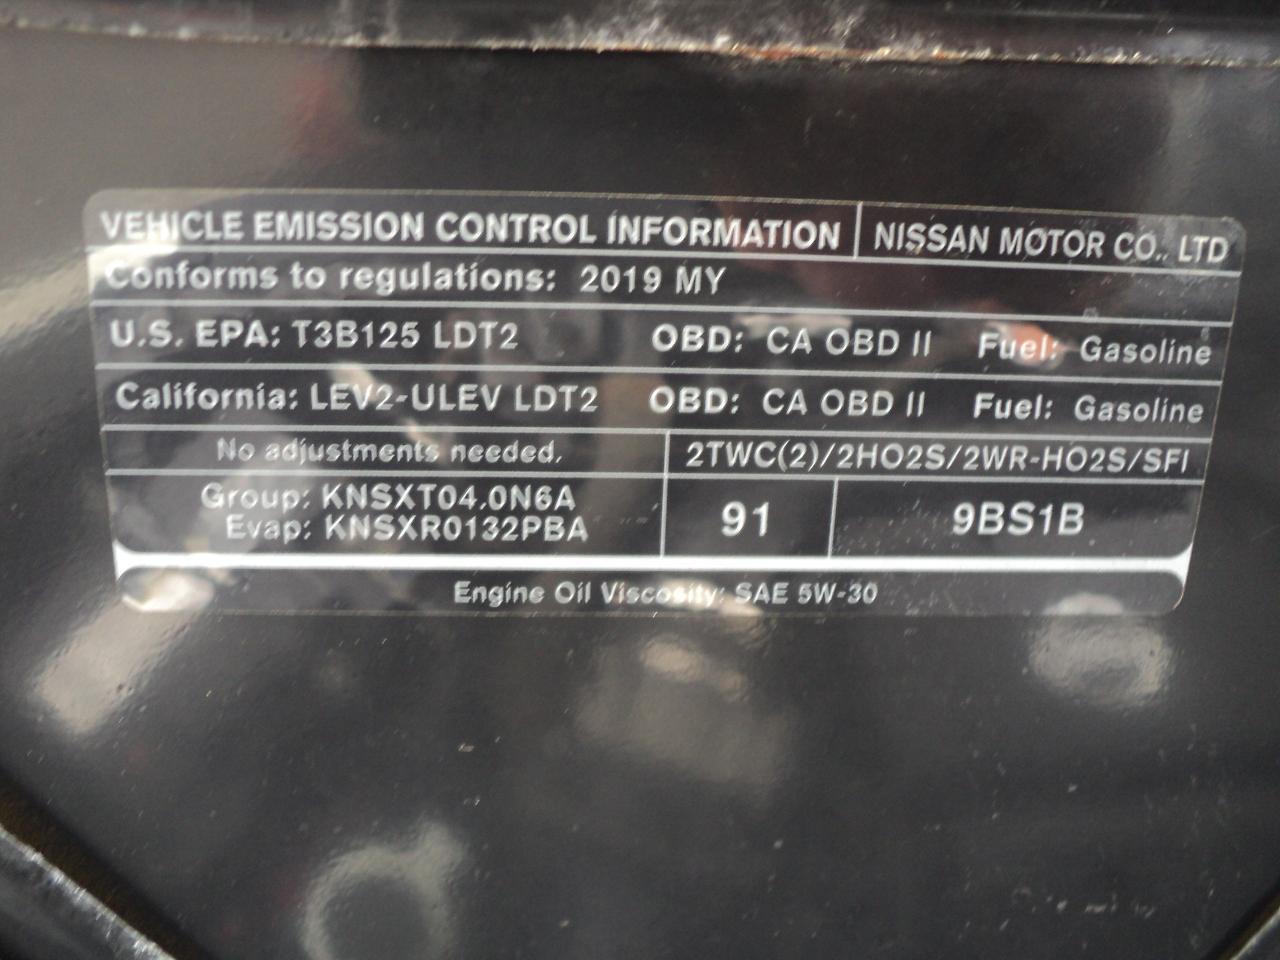 VEHICLE EMISSION CONTROL INFORMATION NISSAN MOTOR CO., LTD
Conforms to regulations: 2019 MY
U.S. EPA: T3B125 LDT2 OBD: CA OBD II Fuel: Gasoline
California: LEV2-ULEV LDT2 OBD: CA OBD II Fuel: Gasoline
No adjustments needed. 2TWC(2)/2HO2S/2WR-HO2S/SFI
Group: KNSXT04.0N6A
Evap: KNSXR0132PBA
91 9BS1B
Engine Oil Viscosity: SAE 5W-30